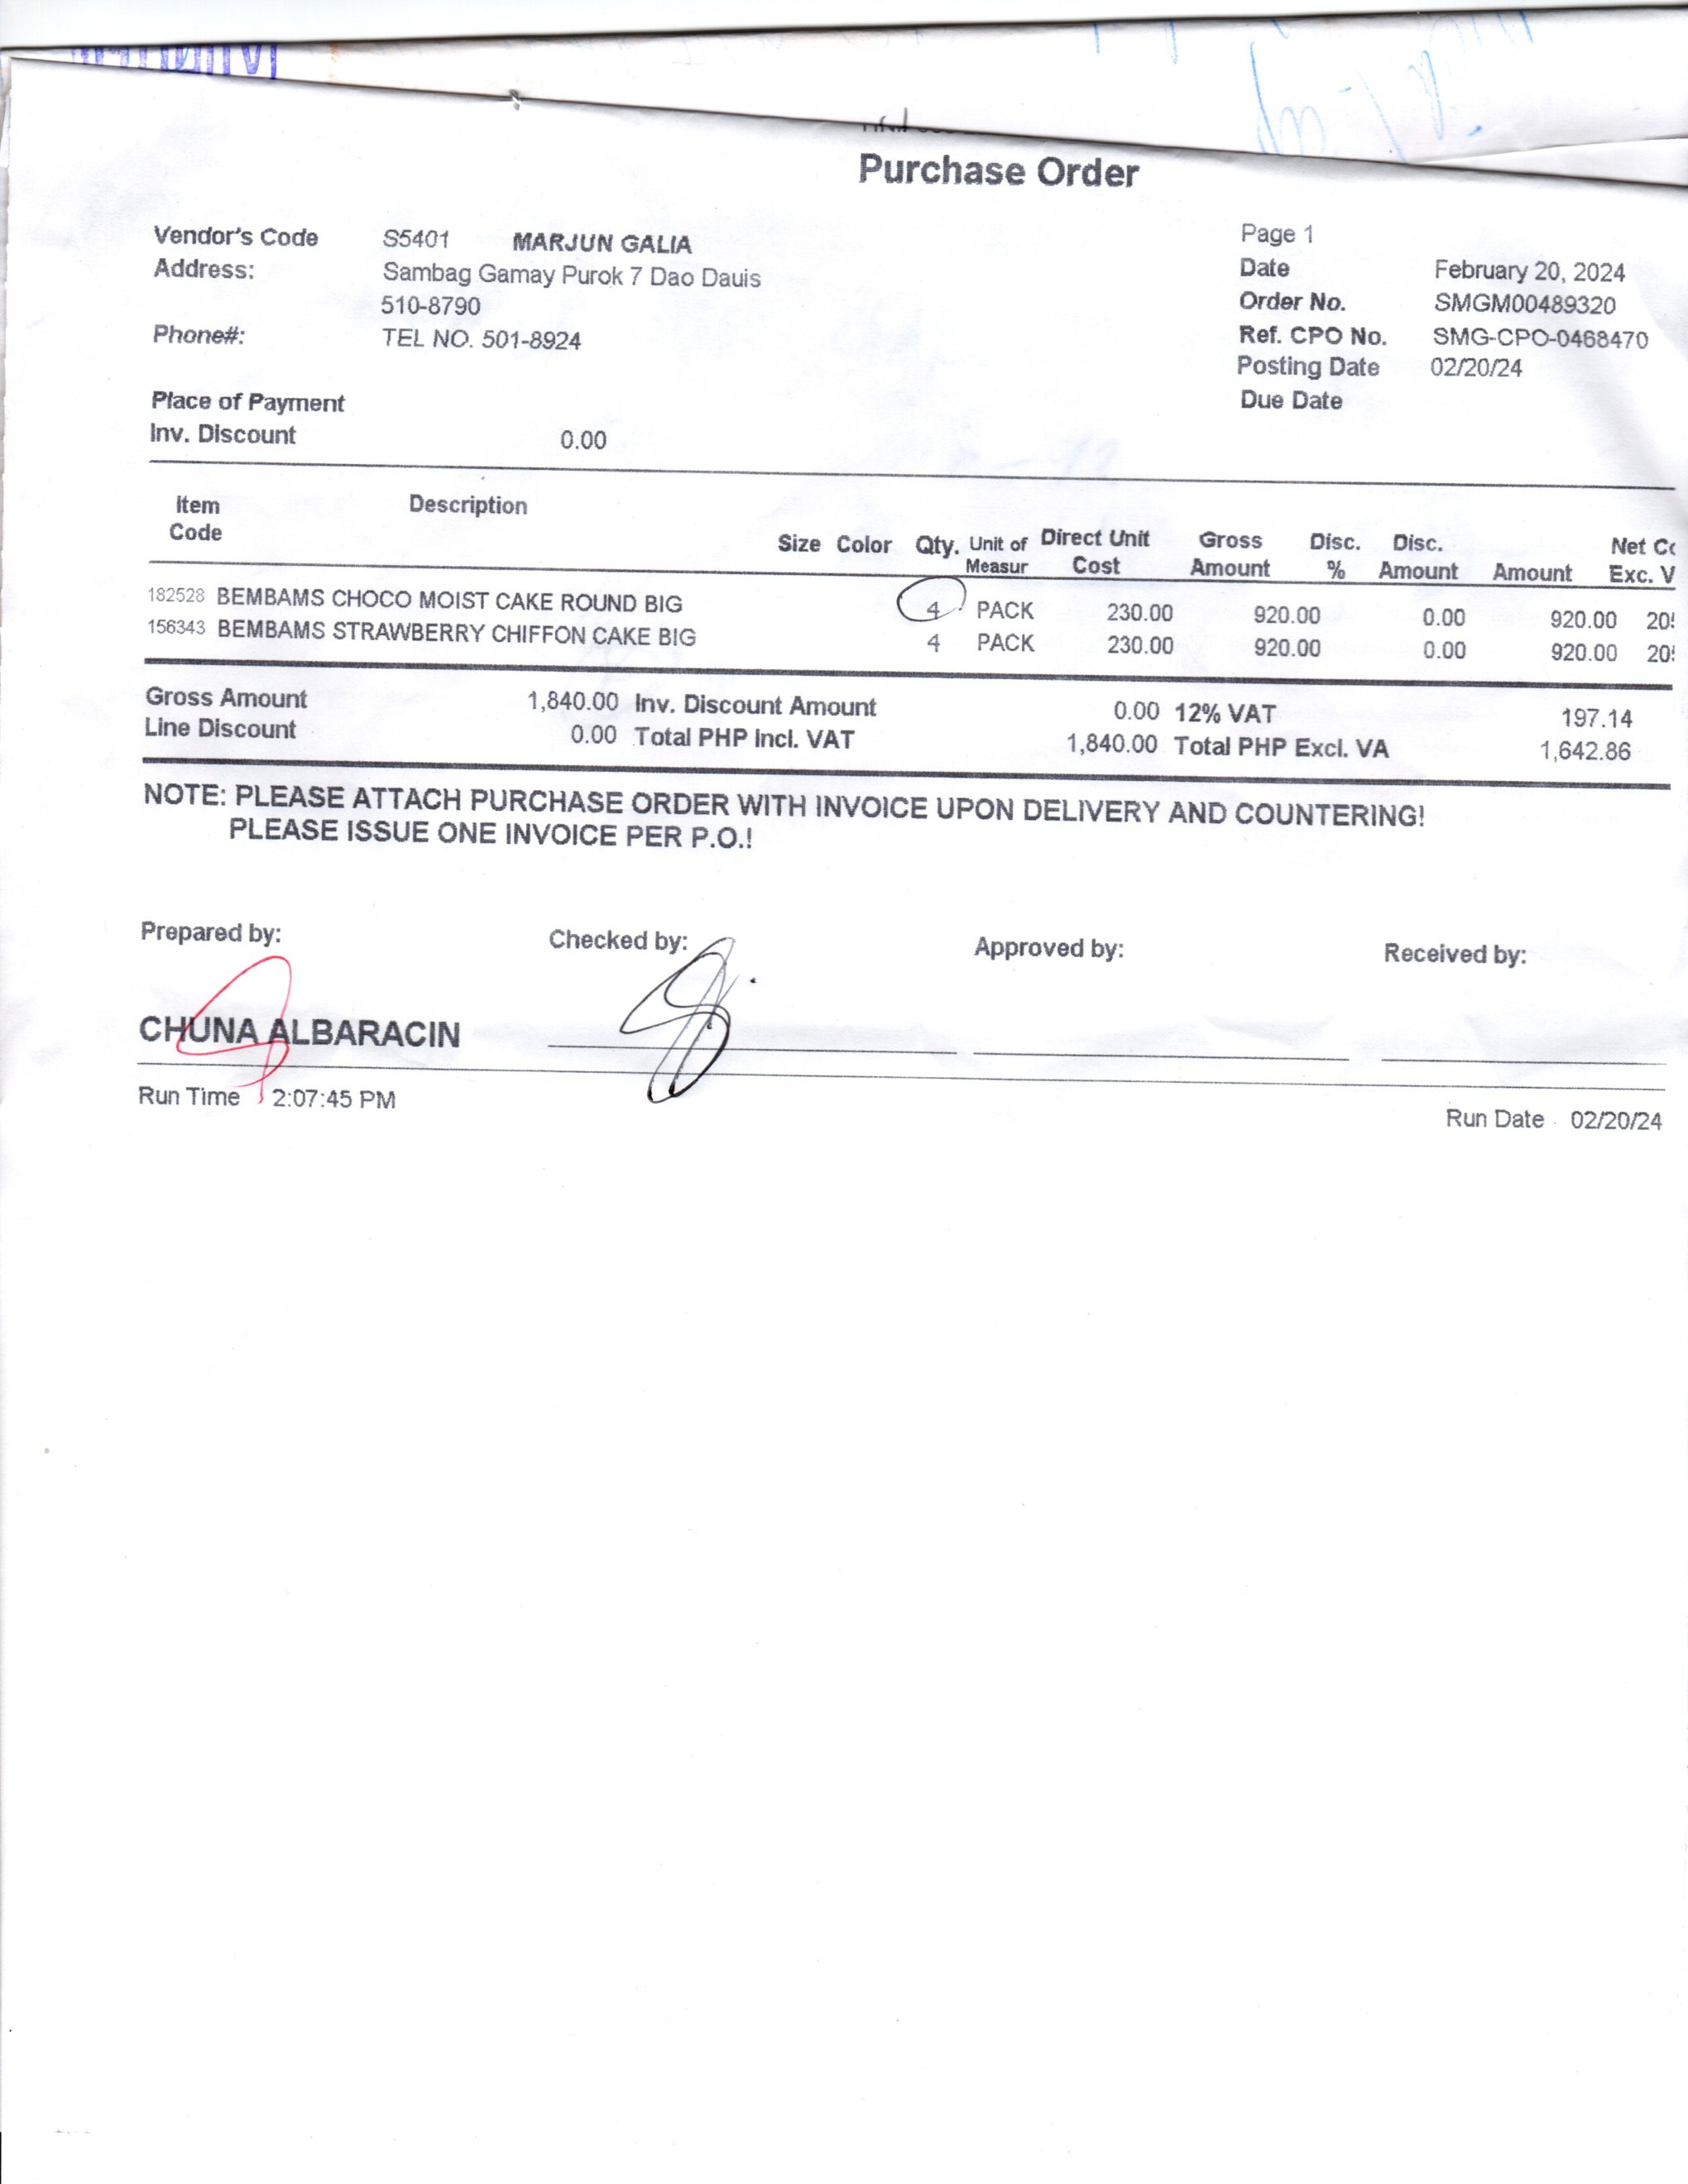 Purchase Order
Vendor's Code S5401 MARJUN GALIA
Address: Sambag Gamay Purok 7 Dao Dauis
510-8790
Phone#: TEL NO. 501-8924
Place of Payment
Inv. Discount 0.00
Page 1
Date February 20, 2024
Order No. SMGM00489320
Ref. CPO No. SMG-CPO-0468470
Posting Date 02/20/24
Due Date
Item Code Description Size Color Qty. Unit of Measur Direct Unit Cost Gross Amount Disc. % Disc. Amount Amount Net Exc. V
182528 BEMBAMS CHOCO MOIST CAKE ROUND BIG 4 PACK 230.00 920.00 0.00 920.00
156343 BEMBAMS STRAWBERRY CHIFFON CAKE BIG 4 PACK 230.00 920.00 0.00 920.00
Gross Amount 1,840.00 Inv. Discount Amount 0.00 12% VAT 197.14
Line Discount 0.00 Total PHP Incl. VAT 1,840.00 Total PHP Excl. VA 1,642.86
NOTE: PLEASE ATTACH PURCHASE ORDER WITH INVOICE UPON DELIVERY AND COUNTERING!
PLEASE ISSUE ONE INVOICE PER P.O.!
Prepared by: Checked by: Approved by: Received by:
CHUNA ALBARACIN
Run Time 2:07:45 PM
Run Date 02/20/24